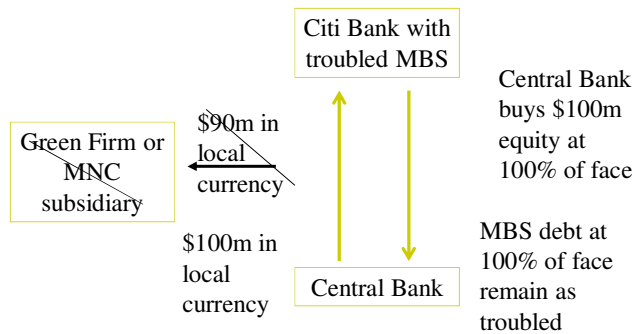 Citi Bank with
troubled MBS
Central Bank
buys $100m
equity at
100% of face
$90m in
local
currency
Green Firm or
MNC
subsidiary
$100m in
local
currency
Central Bank
MBS debt at
100% of face
remain as
troubled